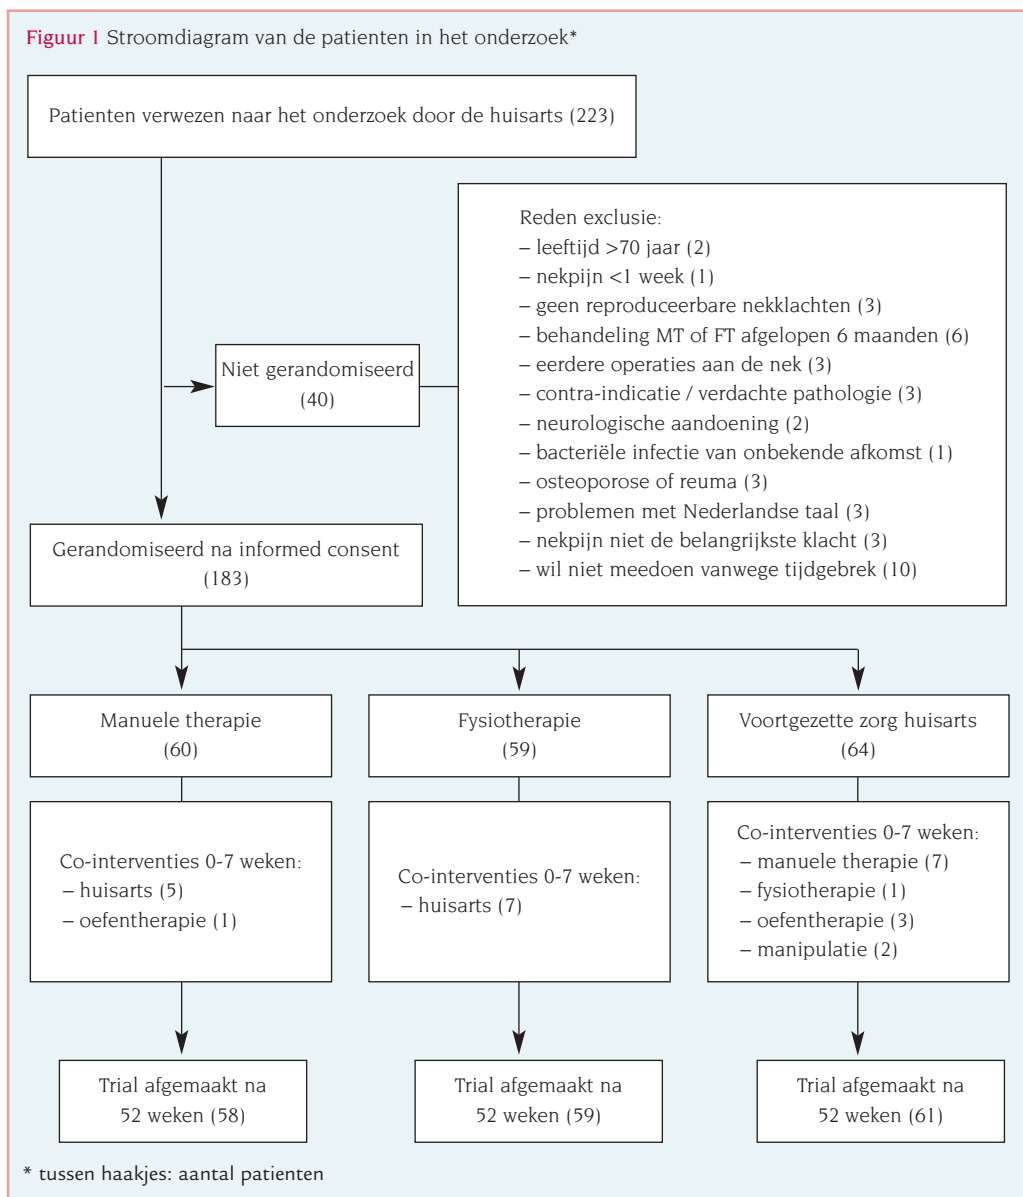 Figuur 1 Stroomdiagram van de patienten in het onderzoek*
Patienten verwezen naar het onderzoek door de huisarts (223)
Reden exclusie:
– leeftijd >70 jaar (2)
– nekpijn <1 week (1)
– geen reproduceerbare nekklachten (3)
– behandeling MT of FT afgelopen 6 maanden (6)
– eerdere operaties aan de nek (3)
– contra-indicatie / verdachte pathologie (3)
– neurologische aandoening (2)
– bacteriële infectie van onbekende afkomst (1)
– osteoporose of reuma (3)
– problemen met Nederlandse taal (3)
– nekpijn niet de belangrijkste klacht (3)
– wil niet meedoen vanwege tijdgebrek (10)
Niet gerandomiseerd
(40)
Gerandomiseerd na informed consent
(183)
Manuele therapie
(60)
Fysiotherapie
(59)
Voortgezette zorg huisarts
(64)
Co-interventies 0-7 weken:
– huisarts (5)
– oefentherapie (1)
Co-interventies 0-7 weken:
– huisarts (7)
Co-interventies 0-7 weken:
– manuele therapie (7)
– fysiotherapie (1)
– oefentherapie (3)
– manipulatie (2)
Trial afgemaakt na
52 weken (58)
Trial afgemaakt na
52 weken (59)
Trial afgemaakt na
52 weken (61)
* tussen haakjes: aantal patienten